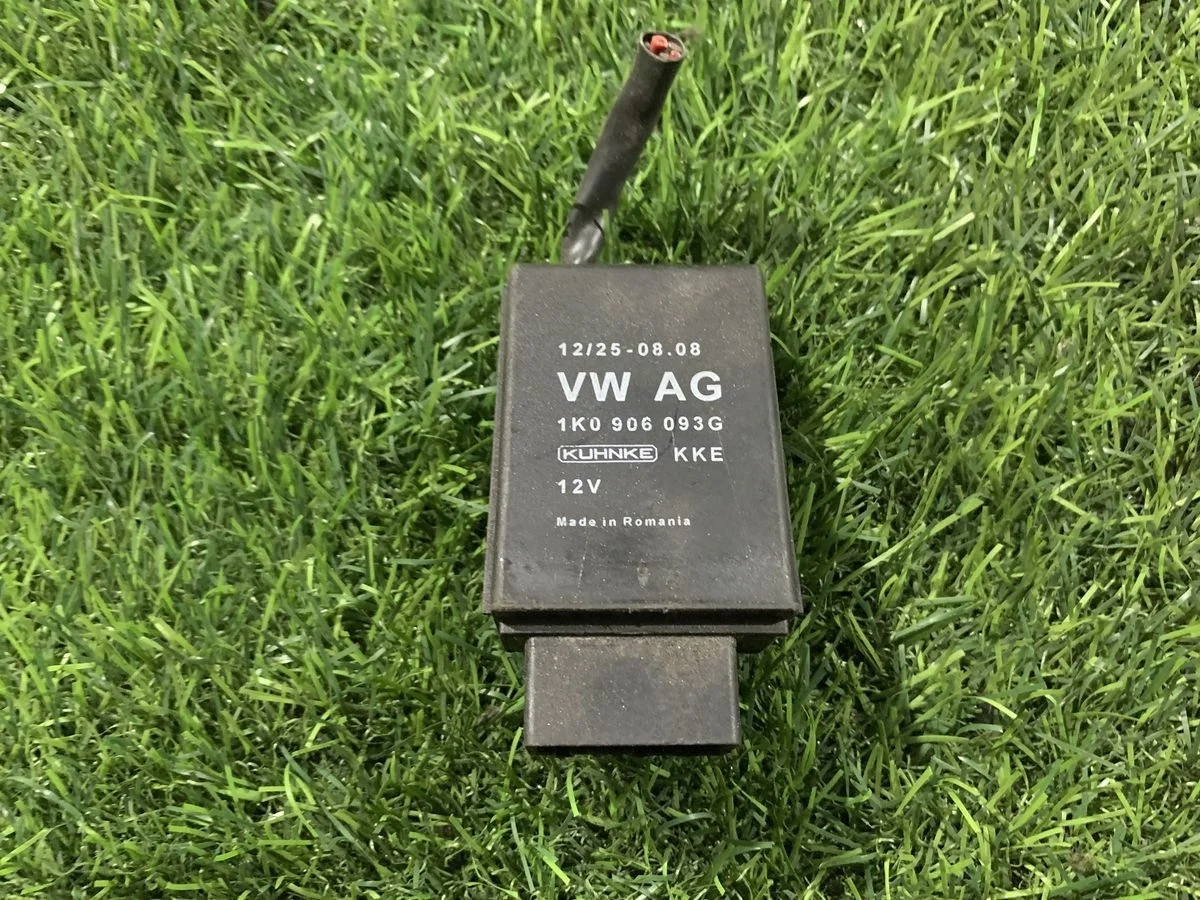 12/25-08.08
VW AG
1K0 906 093G
KUHNKE KKE
12V
Made in Romania